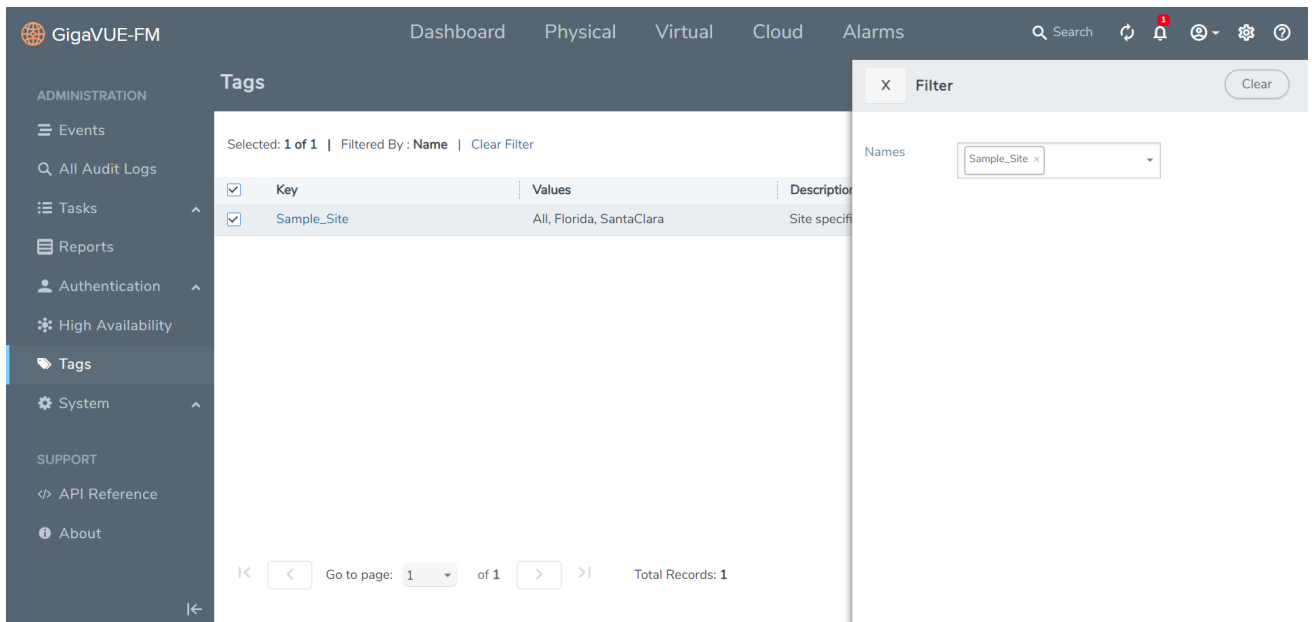 GigaVUE-FM
Dashboard Physical Virtual Cloud Alarms
Search
1
ADMINISTRATION
Events
All Audit Logs
Tasks
Reports
Authentication
High Availability
Tags
System
SUPPORT
API Reference
About
Tags
Selected: 1 of 1 | Filtered By : Name | Clear Filter
Key Values Description
Sample_Site All, Florida, SantaClara Site specifi
Go to page: 1 of 1 Total Records: 1
X Filter Clear
Names Sample_Site ×